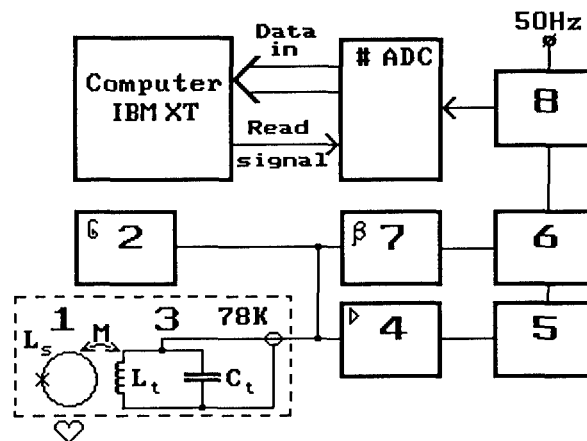 50Hz
Data
in
# ADC
Computer
IBM XT
8
Read
signal
G 2
β 7
6
1
3
78K
▷ 4
5
Ls
M
Lt
Ct